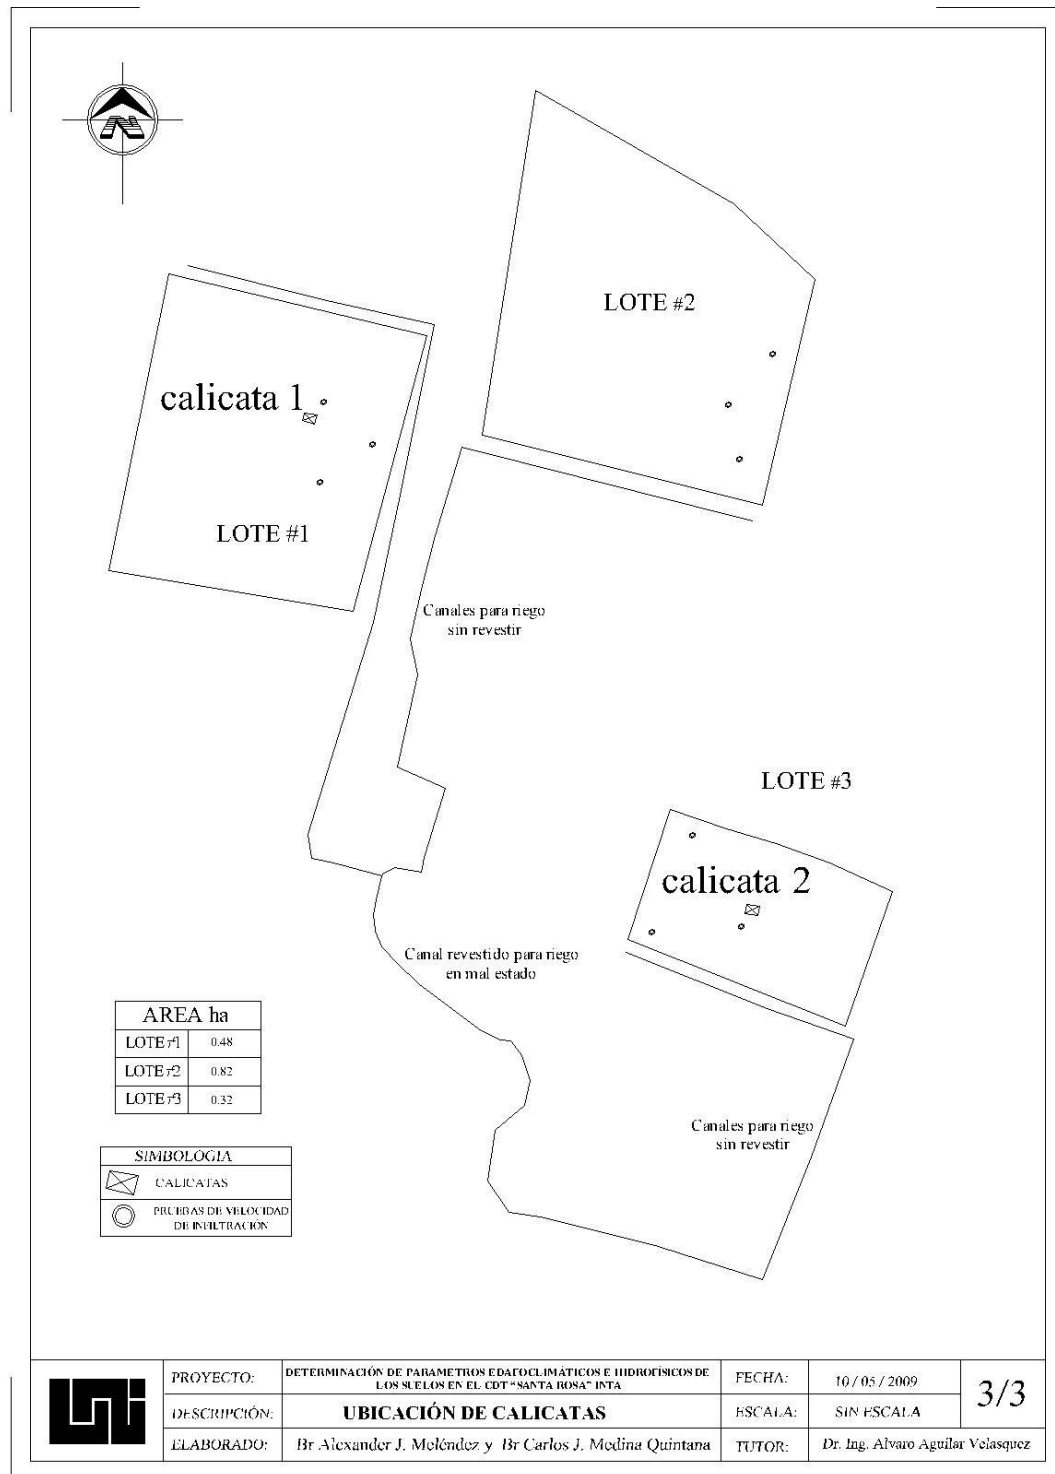 N
LOTE #2
calicata 1
LOTE #1
Canales para riego
sin revestir
LOTE #3
calicata 2
Canal revestido para riego
en mal estado
AREA ha
LOTE #1 0.48
LOTE #2 0.82
LOTE #3 0.32
Canales para riego
sin revestir
SIMBOLOGIA
CALICATAS
PRUEBAS DE VELOCIDAD
DE INFILTRACIÓN
uni
PROYECTO:
DETERMINACIÓN DE PARAMETROS EDAFOCLIMÁTICOS E HIDROFÍSICOS DE
LOS SUELOS EN EL CDT "SANTA ROSA" INTA
FECHA: 10 / 05 / 2009
3/3
DESCRIPCIÓN: UBICACIÓN DE CALICATAS
ESCALA: SIN ESCALA
ELABORADO: Br Alexander J. Meléndez y Br Carlos J. Medina Quintana
TUTOR: Dr. Ing. Alvaro Aguilar Velasquez